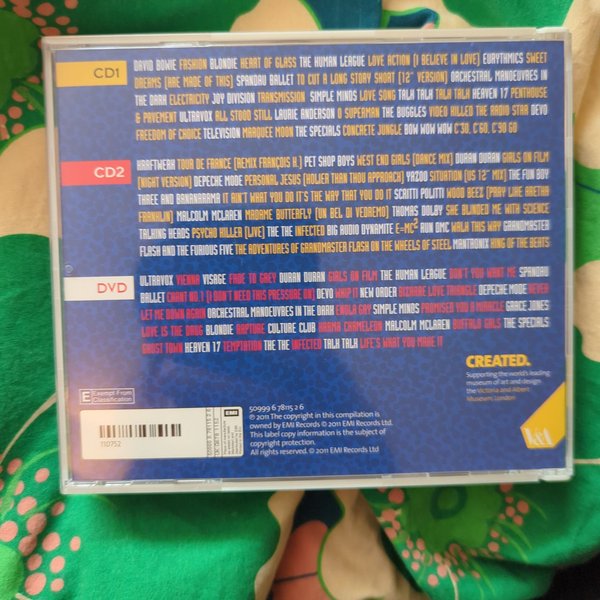 CD1
DAVID BOWIE FASHION BLONDIE HEART OF GLASS THE HUMAN LEAGUE LOVE ACTION (I BELIEVE IN LOVE) EURYTHMICS SWEET
DREAMS (ARE MADE OF THIS) SPANDAU BALLET TO CUT A LONG STORY SHORT (12" VERSION) ORCHESTRAL MANOEUVRES IN
THE DARK ELECTRICITY JOY DIVISION TRANSMISSION SIMPLE MINDS LOVE SONG TALK TALK TALK TALK HEAVEN 17 PENTHOUSE
& PAVEMENT ULTRAVOX ALL STOOD STILL LAURIE ANDERSON O SUPERMAN THE BUGGLES VIDEO KILLED THE RADIO STAR DEVO
FREEDOM OF CHOICE TELEVISION MARQUEE MOON THE SPECIALS CONCRETE JUNGLE BOW WOW WOW C'30, C'60, C'90 GO
CD2
KRAFTWERK TOUR DE FRANCE (REMIX FRANÇOIS K.) PET SHOP BOYS WEST END GIRLS (DANCE MIX) DURAN DURAN GIRLS ON FILM
(NIGHT VERSION) DEPECHE MODE PERSONAL JESUS (HOLIER THAN THOU APPROACH) YAZOO SITUATION (US 12" MIX) THE FUN BOY
THREE AND BANANARAMA IT AIN'T WHAT YOU DO IT'S THE WAY THAT YOU DO IT SCRITTI POLITTI WOOD BEEZ (PRAY LIKE ARETHA
FRANKLIN) MALCOLM MCLAREN MADAME BUTTERFLY (UN BEL DI VEDREMO) THOMAS DOLBY SHE BLINDED ME WITH SCIENCE
TALKING HEADS PSYCHO KILLER (LIVE) THE THE INFECTED BIG AUDIO DYNAMITE E=MC² RUN DMC WALK THIS WAY GRANDMASTER
FLASH AND THE FURIOUS FIVE THE ADVENTURES OF GRANDMASTER FLASH ON THE WHEELS OF STEEL MANTRONIX KING OF THE BEATS
DVD
ULTRAVOX VIENNA VISAGE FADE TO GREY DURAN DURAN GIRLS ON FILM THE HUMAN LEAGUE DON'T YOU WANT ME SPANDAU
BALLET CHANT NO.1 (I DON'T NEED THIS PRESSURE ON) DEVO WHIP IT NEW ORDER BIZARRE LOVE TRIANGLE DEPECHE MODE NEVER
LET ME DOWN AGAIN ORCHESTRAL MANOEUVRES IN THE DARK ENOLA GAY SIMPLE MINDS PROMISED YOU A MIRACLE GRACE JONES
LOVE IS THE DRUG BLONDIE RAPTURE CULTURE CLUB KARMA CHAMELEON MALCOLM MCLAREN BUFFALO GALS THE SPECIALS
GHOST TOWN HEAVEN 17 TEMPTATION THE THE INFECTED TALK TALK LIFE'S WHAT YOU MAKE IT
CREATED.
Supporting the world's leading
museum of art and design,
the Victoria and Albert
Museum, London
V&A
E Exempt From
Classification
110752
EMI
50999 6 78115 2 6
℗ 2011 The copyright in this compilation is
owned by EMI Records © 2011 EMI Records Ltd.
This label copy information is the subject of
copyright protection.
All rights reserved. © 2011 EMI Records Ltd